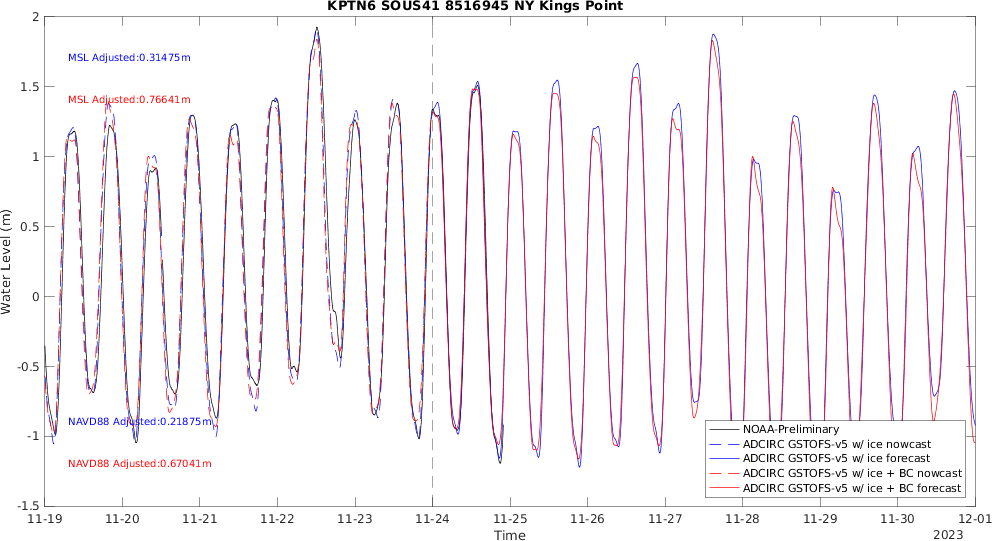 KPTN6 SOUS41 8516945 NY Kings Point
2
1.5
1
0.5
0
-0.5
-1
-1.5
Water Level (m)
MSL Adjusted:0.31475m
MSL Adjusted:0.76641m
NAVD88 Adjusted:0.21875m
NAVD88 Adjusted:0.67041m
NOAA-Preliminary
ADCIRC GSTOFS-v5 w/ ice nowcast
ADCIRC GSTOFS-v5 w/ ice forecast
ADCIRC GSTOFS-v5 w/ ice + BC nowcast
ADCIRC GSTOFS-v5 w/ ice + BC forecast
11-19 11-20 11-21 11-22 11-23 11-24 11-25 11-26 11-27 11-28 11-29 11-30 12-01
Time
2023